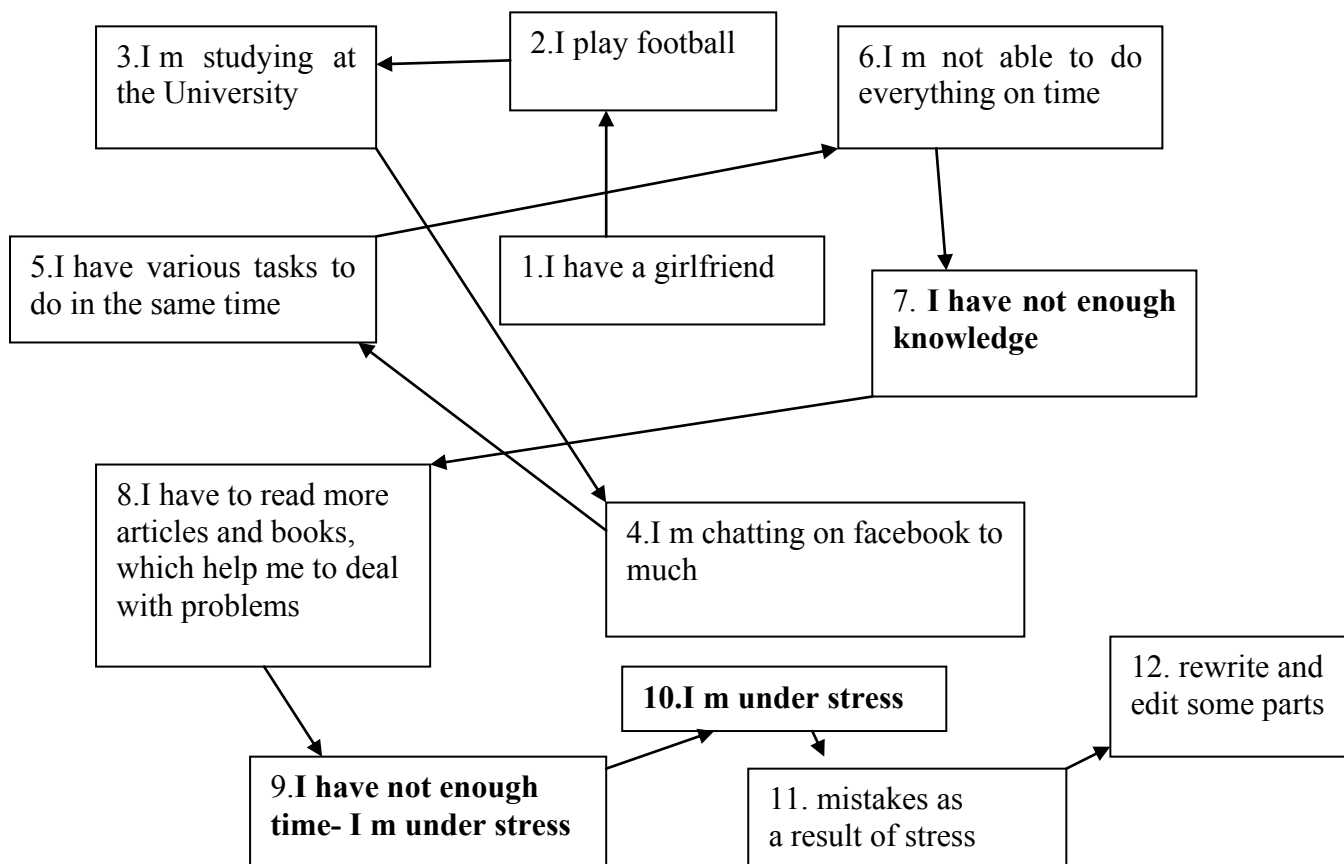 3.I m studying at
the University
2.I play football
6.I m not able to do
everything on time
5.I have various tasks to
do in the same time
1.I have a girlfriend
7. I have not enough
knowledge
8.I have to read more
articles and books,
which help me to deal
with problems
4.I m chatting on facebook to
much
12. rewrite and
edit some parts
10.I m under stress
9.I have not enough
time- I m under stress
11. mistakes as
a result of stress